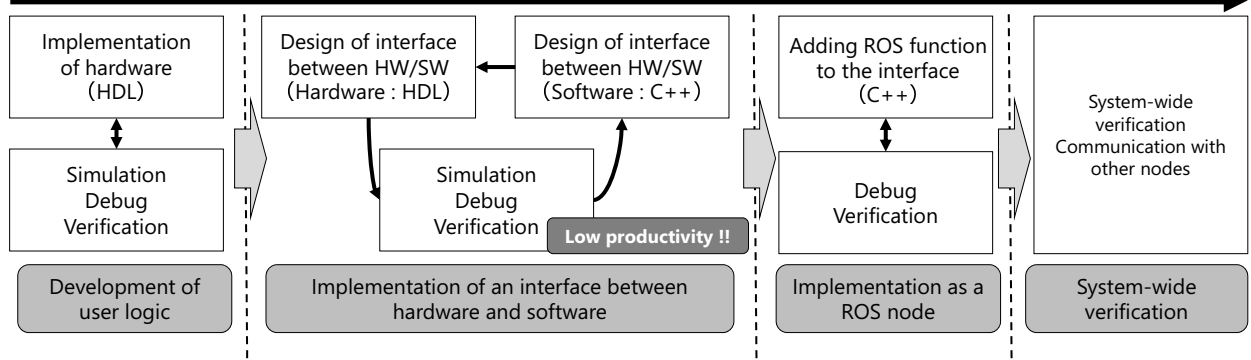 Implementation
of hardware
(HDL)
Simulation
Debug
Verification
Development of
user logic
Design of interface
between HW/SW
(Hardware : HDL)
Design of interface
between HW/SW
(Software : C++)
Simulation
Debug
Verification
Low productivity !!
Implementation of an interface between
hardware and software
Adding ROS function
to the interface
(C++)
Debug
Verification
Implementation as a
ROS node
System-wide
verification
Communication with
other nodes
System-wide
verification